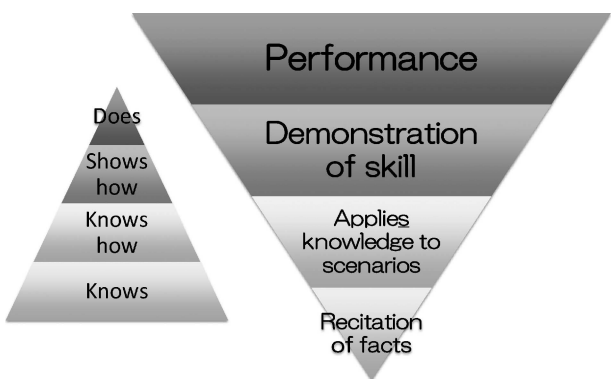 Does
Shows
how
Knows
how
Knows
Performance
Demonstration
of skill
Applies
knowledge to
scenarios
Recitation
of facts